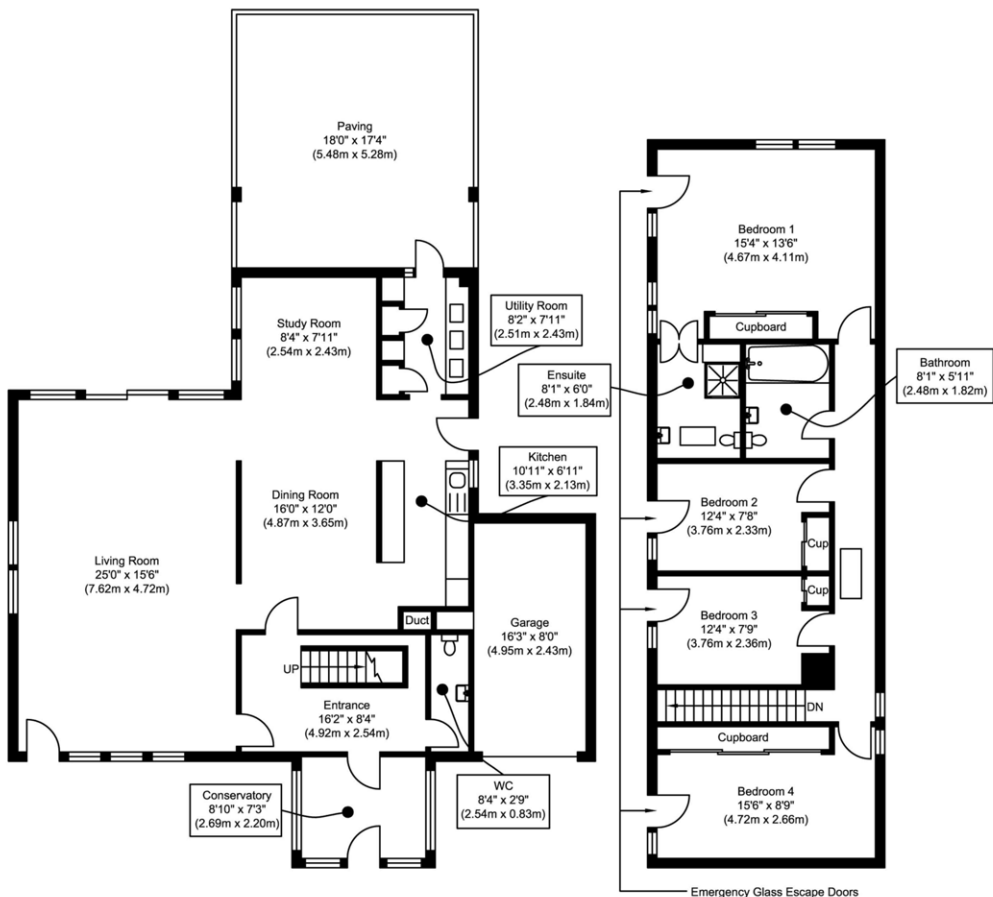 Paving
18'0" x 17'4"
(5.48m x 5.28m)
Study Room
8'4" x 7'11"
(2.54m x 2.43m)
Utility Room
8'2" x 7'11"
(2.51m x 2.43m)
Kitchen
10'11" x 6'11"
(3.35m x 2.13m)
Dining Room
16'0" x 12'0"
(4.87m x 3.65m)
Living Room
25'0" x 15'6"
(7.62m x 4.72m)
Duct
Garage
16'3" x 8'0"
(4.95m x 2.43m)
UP
Entrance
16'2" x 8'4"
(4.92m x 2.54m)
WC
8'4" x 2'9"
(2.54m x 0.83m)
Conservatory
8'10" x 7'3"
(2.69m x 2.20m)
Bedroom 1
15'4" x 13'6"
(4.67m x 4.11m)
Cupboard
Ensuite
8'1" x 6'0"
(2.48m x 1.84m)
Bathroom
8'1" x 5'11"
(2.48m x 1.82m)
Bedroom 2
12'4" x 7'8"
(3.76m x 2.33m)
Cup
Cup
Bedroom 3
12'4" x 7'9"
(3.76m x 2.36m)
DN
Cupboard
Bedroom 4
15'6" x 8'9"
(4.72m x 2.66m)
Emergency Glass Escape Doors